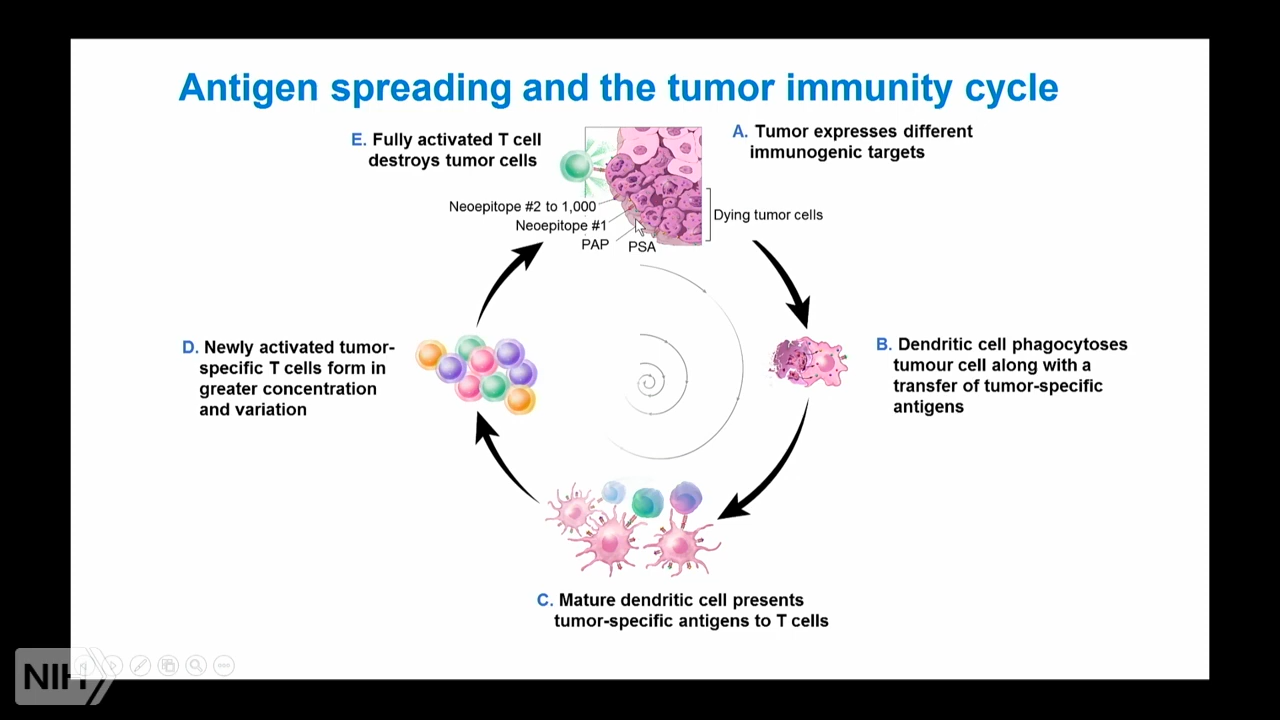 Antigen spreading and the tumor immunity cycle
E. Fully activated T cell
destroys tumor cells
A. Tumor expresses different
immunogenic targets
Neoepitope #2 to 1,000
Neoepitope #1
PAP
PSA
Dying tumor cells
D. Newly activated tumor-
specific T cells form in
greater concentration
and variation
B. Dendritic cell phagocytoses
tumour cell along with a
transfer of tumor-specific
antigens
C. Mature dendritic cell presents
tumor-specific antigens to T cells
NIH